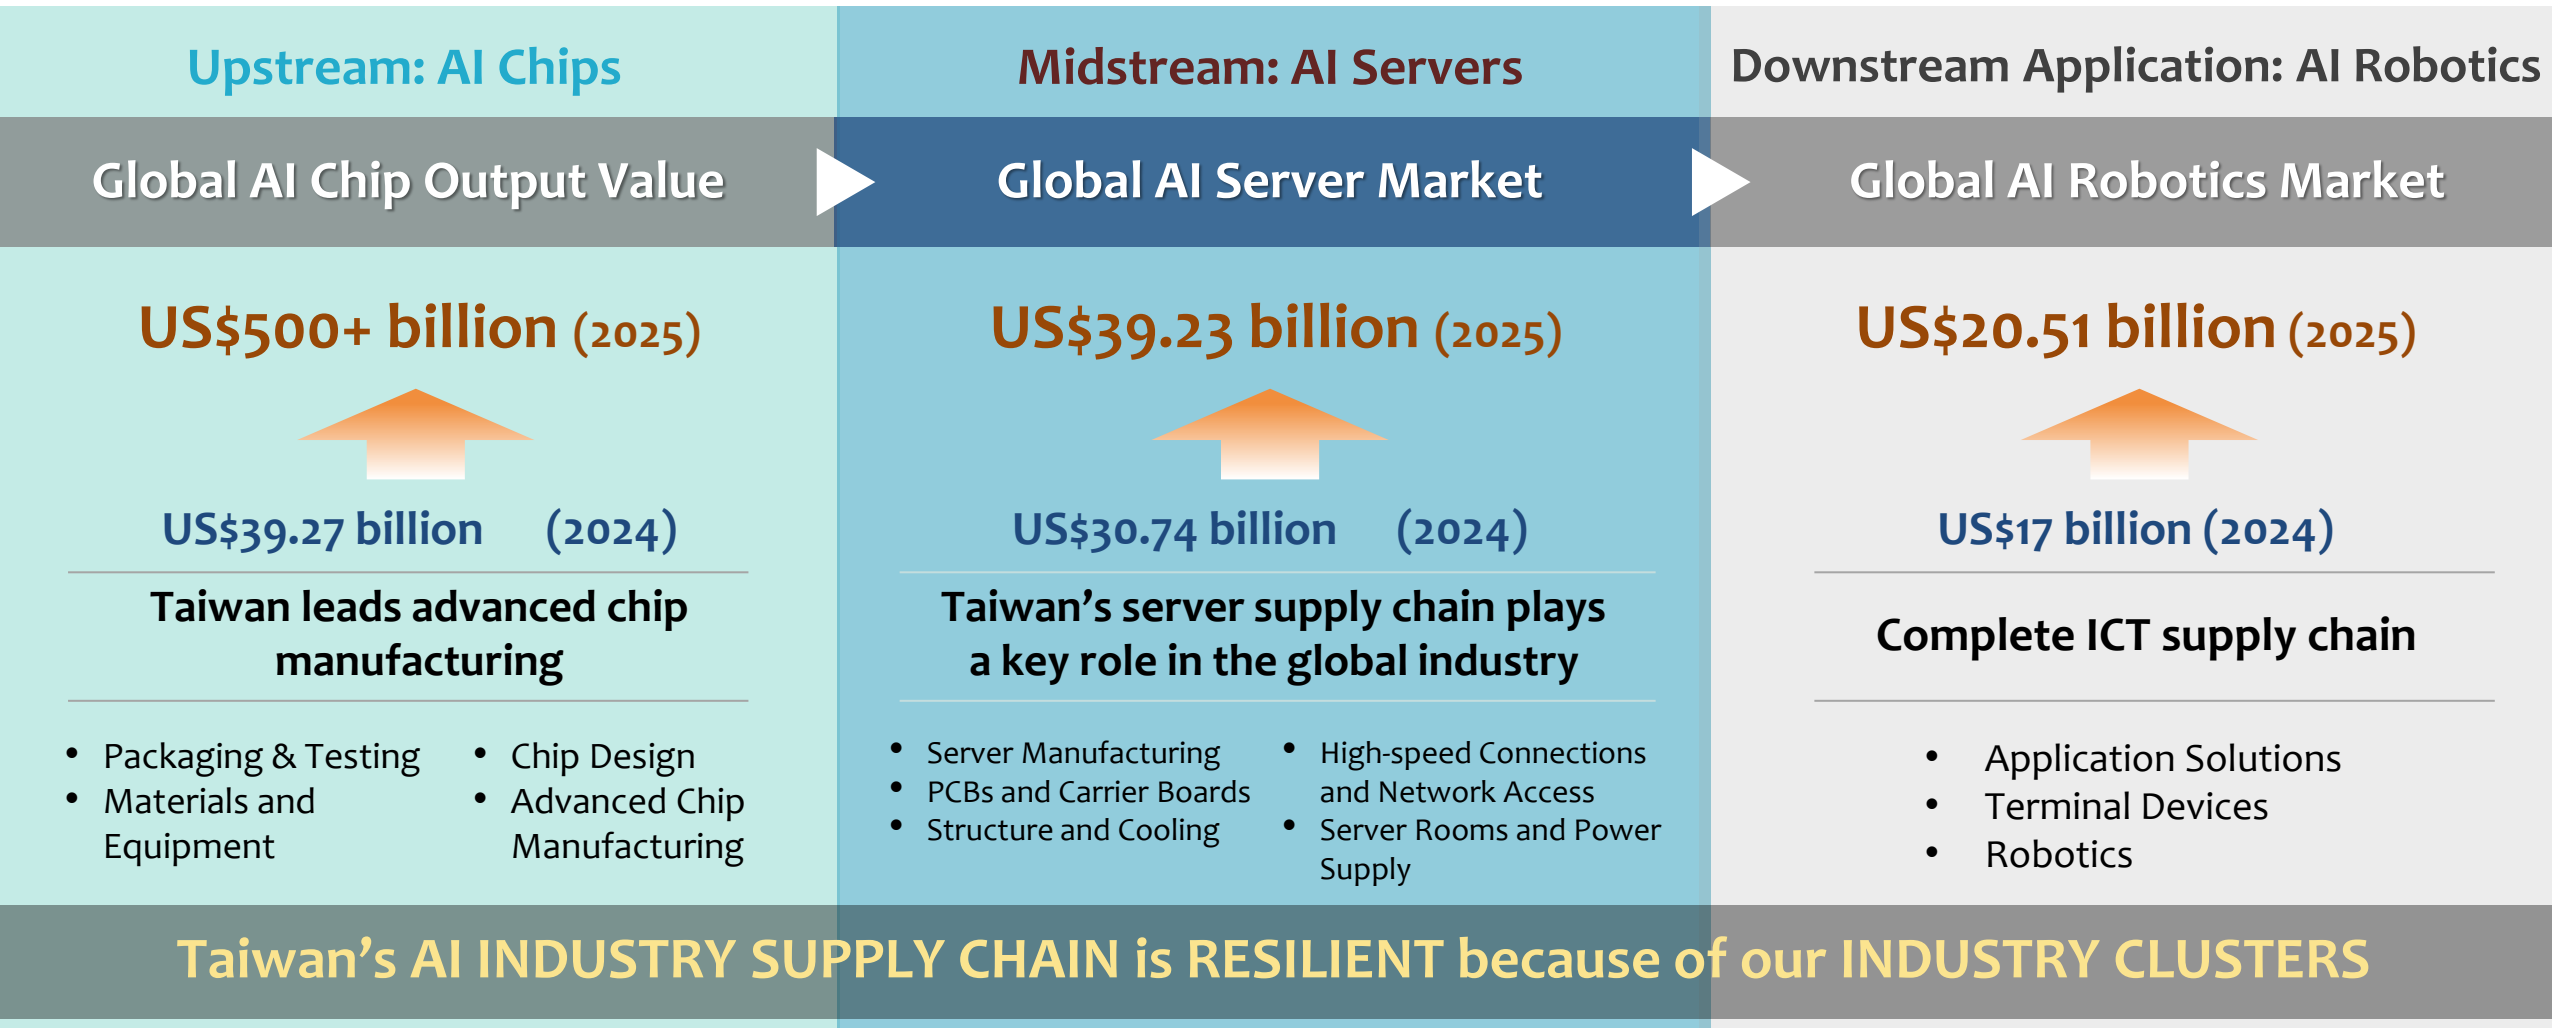 Upstream: AI Chips
Global AI Chip Output Value
US$500+ billion (2025)
US$39.27 billion (2024)
Taiwan leads advanced chip
manufacturing
• Packaging & Testing
• Materials and
Equipment
• Chip Design
• Advanced Chip
Manufacturing
Midstream: AI Servers
Global AI Server Market
US$39.23 billion (2025)
US$30.74 billion (2024)
Taiwan’s server supply chain plays
a key role in the global industry
• Server Manufacturing
• PCBs and Carrier Boards
• Structure and Cooling
• High-speed Connections
and Network Access
• Server Rooms and Power
Supply
Downstream Application: AI Robotics
Global AI Robotics Market
US$20.51 billion (2025)
US$17 billion (2024)
Complete ICT supply chain
• Application Solutions
• Terminal Devices
• Robotics
Taiwan’s AI INDUSTRY SUPPLY CHAIN is RESILIENT because of our INDUSTRY CLUSTERS